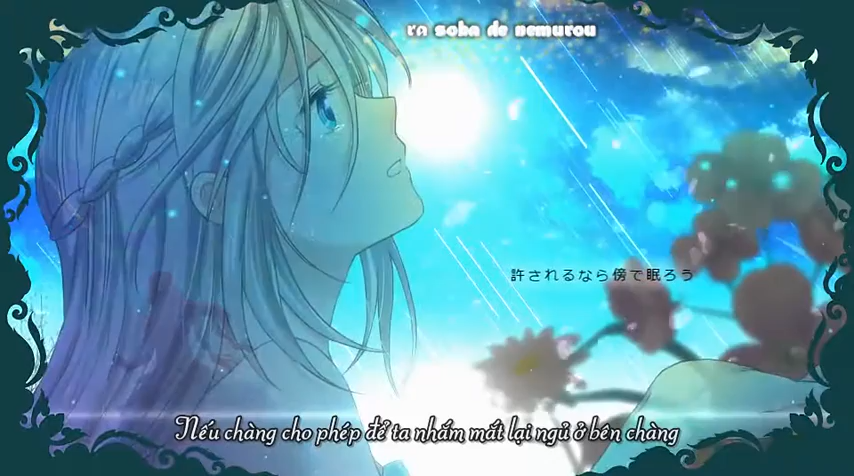 ra soba de nemurou
許されるなら傍で眠ろう
Nếu chàng cho phép để ta nhắm mắt lại ngủ ở bên chàng